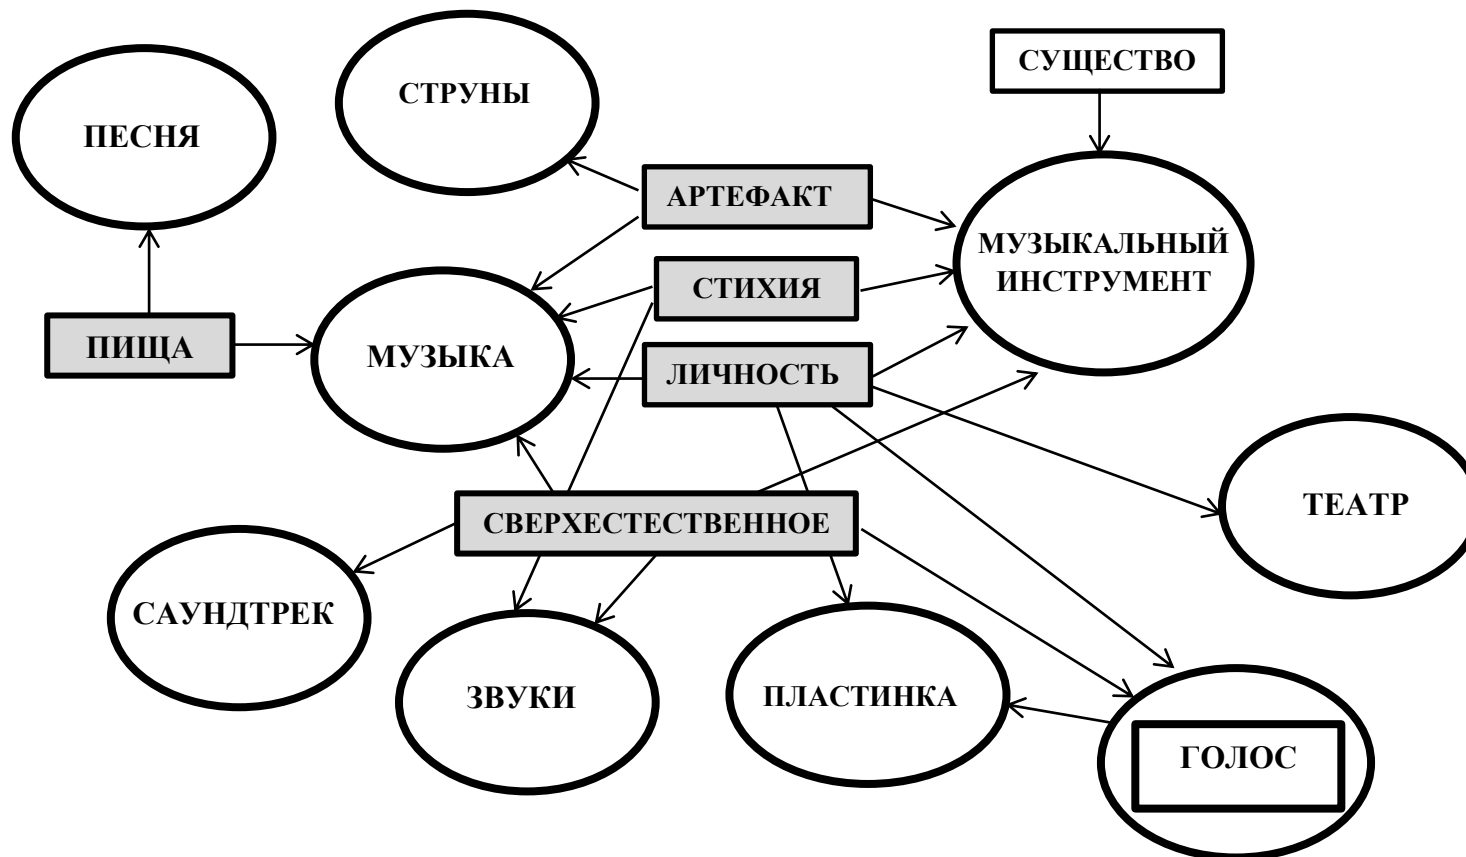 СУЩЕСТВО
СТРУНЫ
ПЕСНЯ
АРТЕФАКТ
МУЗЫКАЛЬНЫЙ
ИНСТРУМЕНТ
СТИХИЯ
ПИЩА
МУЗЫКА
ЛИЧНОСТЬ
ТЕАТР
СВЕРХЕСТЕСТВЕННОЕ
САУНДТРЕК
ЗВУКИ
ПЛАСТИНКА
ГОЛОС